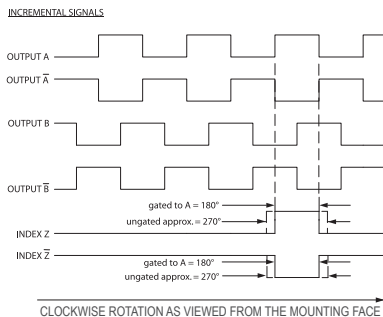 INCREMENTAL SIGNALS
OUTPUT A
OUTPUT A̅
OUTPUT B
OUTPUT B̅
gated to A = 180°
ungated approx. = 270°
INDEX Z
INDEX Z̅
gated to A = 180°
ungated approx. = 270°
CLOCKWISE ROTATION AS VIEWED FROM THE MOUNTING FACE